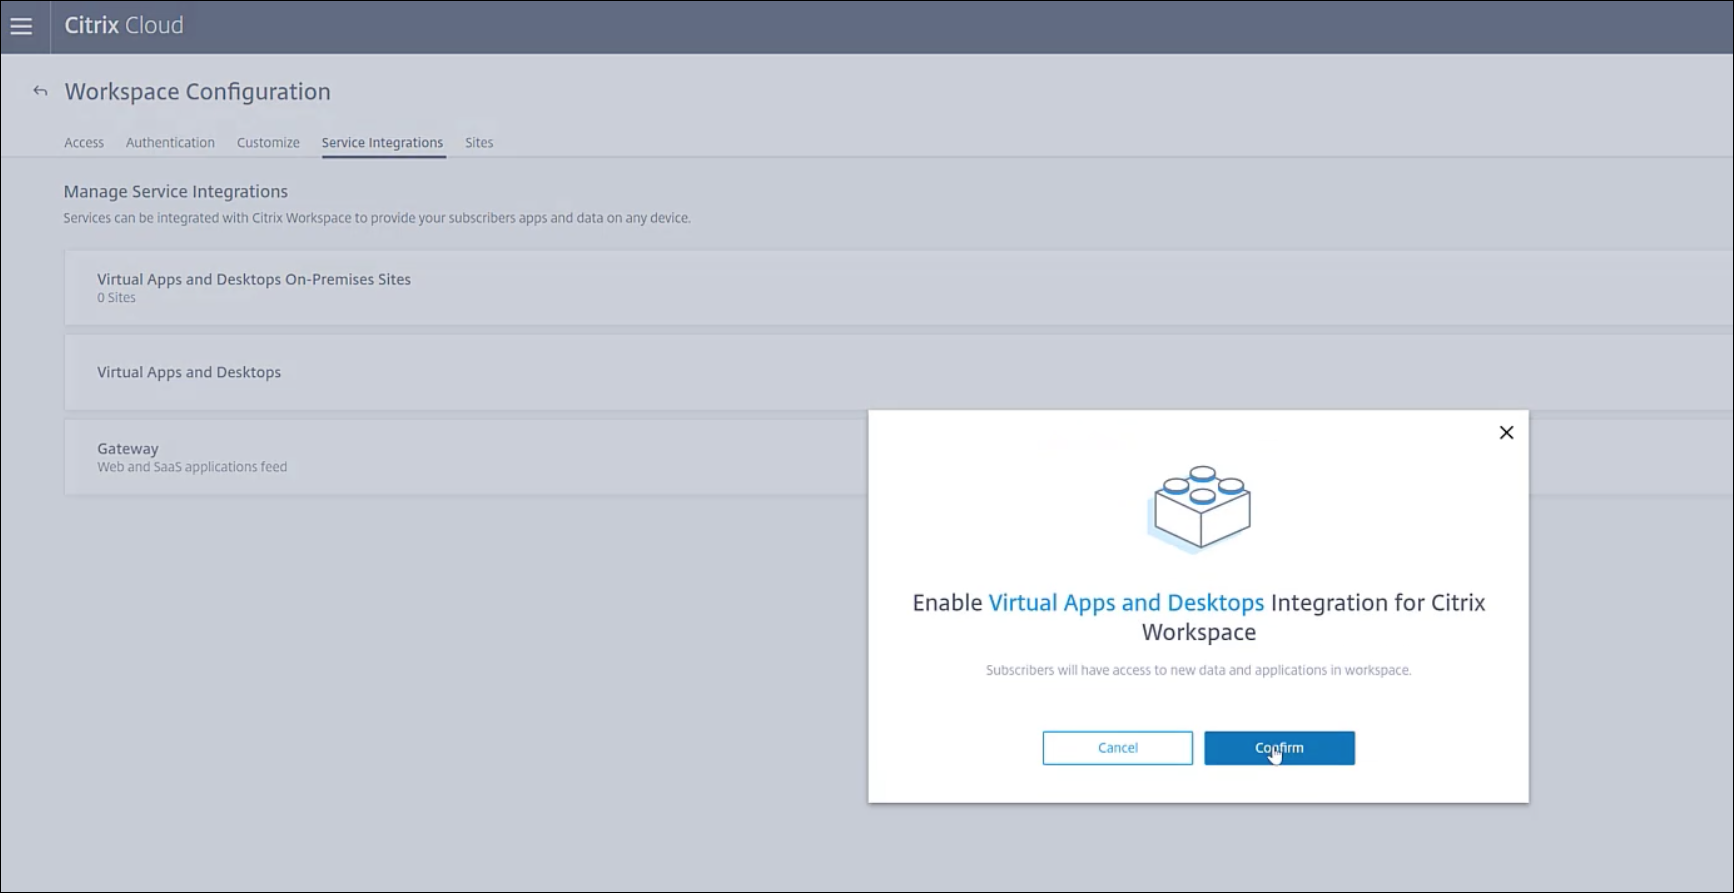 Citrix Cloud
Workspace Configuration
Access Authentication Customize Service Integrations Sites
Manage Service Integrations
Services can be integrated with Citrix Workspace to provide your subscribers apps and data on any device.
Virtual Apps and Desktops On-Premises Sites
0 Sites
Virtual Apps and Desktops
Gateway
Web and SaaS applications feed
Enable Virtual Apps and Desktops Integration for Citrix
Workspace
Subscribers will have access to new data and applications in workspace.
Cancel Confirm